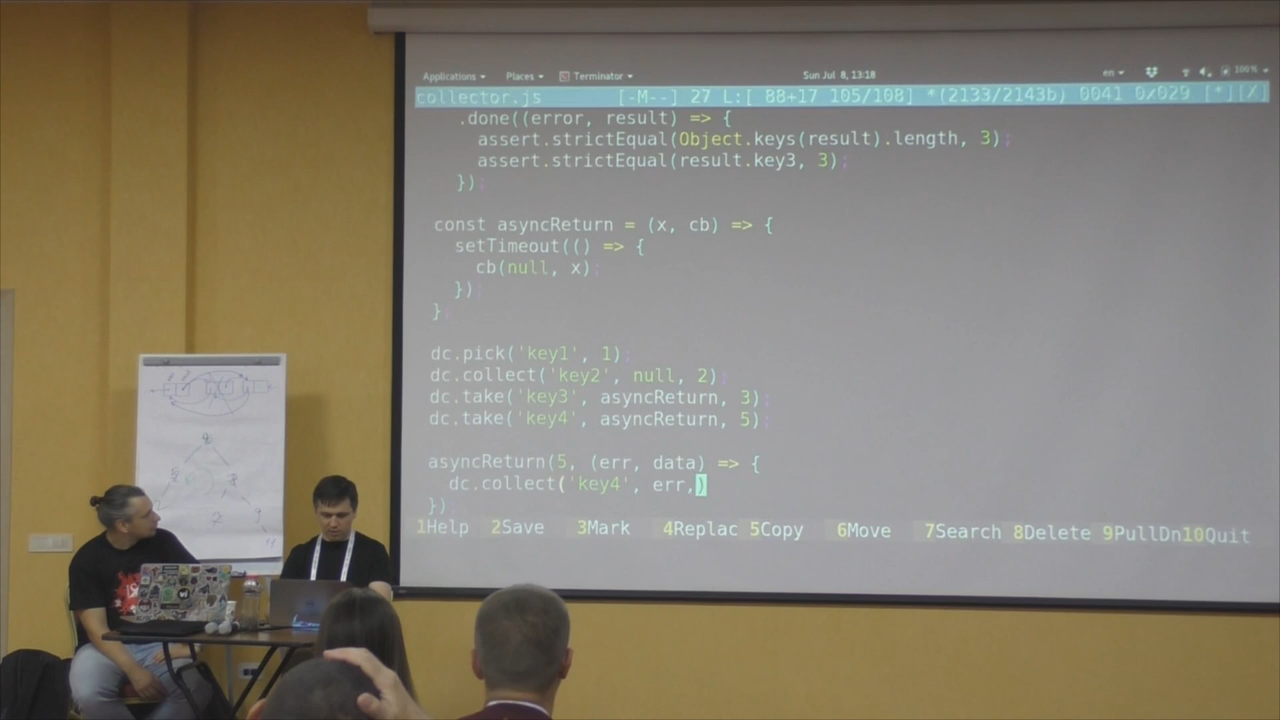 Applications Places Terminator Sun Jul 8, 13:18 en 100%
collector.js [-M--] 27 L:[ 88+17 105/108] *(2133/2143b) 0041 0x029 [*][X]
.done((error, result) => {
assert.strictEqual(Object.keys(result).length, 3);
assert.strictEqual(result.key3, 3);
});
const asyncReturn = (x, cb) => {
setTimeout(() => {
cb(null, x);
});
};
dc.pick('key1', 1);
dc.collect('key2', null, 2);
dc.take('key3', asyncReturn, 3);
dc.take('key4', asyncReturn, 5);
asyncReturn(5, (err, data) => {
dc.collect('key4', err,)
});
1Help 2Save 3Mark 4Replac 5Copy 6Move 7Search 8Delete 9PullDn 10Quit